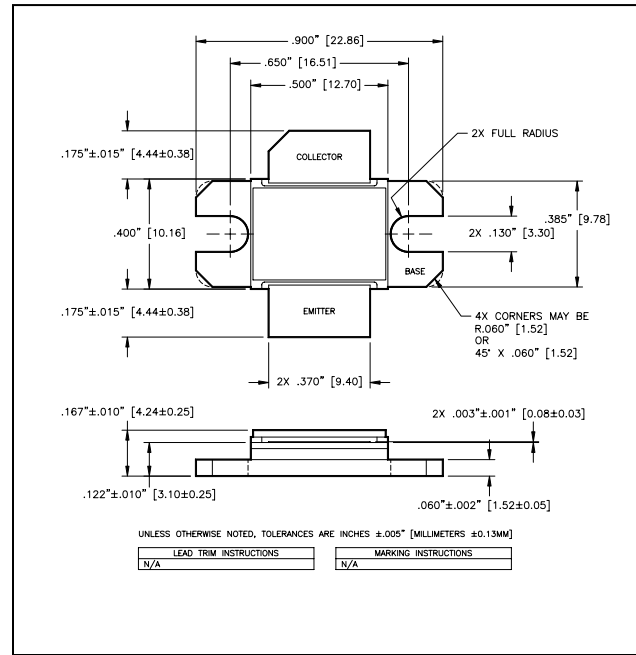 .900" [22.86]
.650" [16.51]
.500" [12.70]
2X FULL RADIUS
COLLECTOR
.175"±.015" [4.44±0.38]
.385" [9.78]
.400" [10.16]
2X .130" [3.30]
BASE
.175"±.015" [4.44±0.38]
EMITTER
4X CORNERS MAY BE
R.060" [1.52]
OR
45° X .060" [1.52]
2X .370" [9.40]
.167"±.010" [4.24±0.25]
2X .003"±.001" [0.08±0.03]
.122"±.010" [3.10±0.25]
.060"±.002" [1.52±0.05]
UNLESS OTHERWISE NOTED, TOLERANCES ARE INCHES ±.005" [MILLIMETERS ±0.13MM]
LEAD TRIM INSTRUCTIONS
N/A
MARKING INSTRUCTIONS
N/A